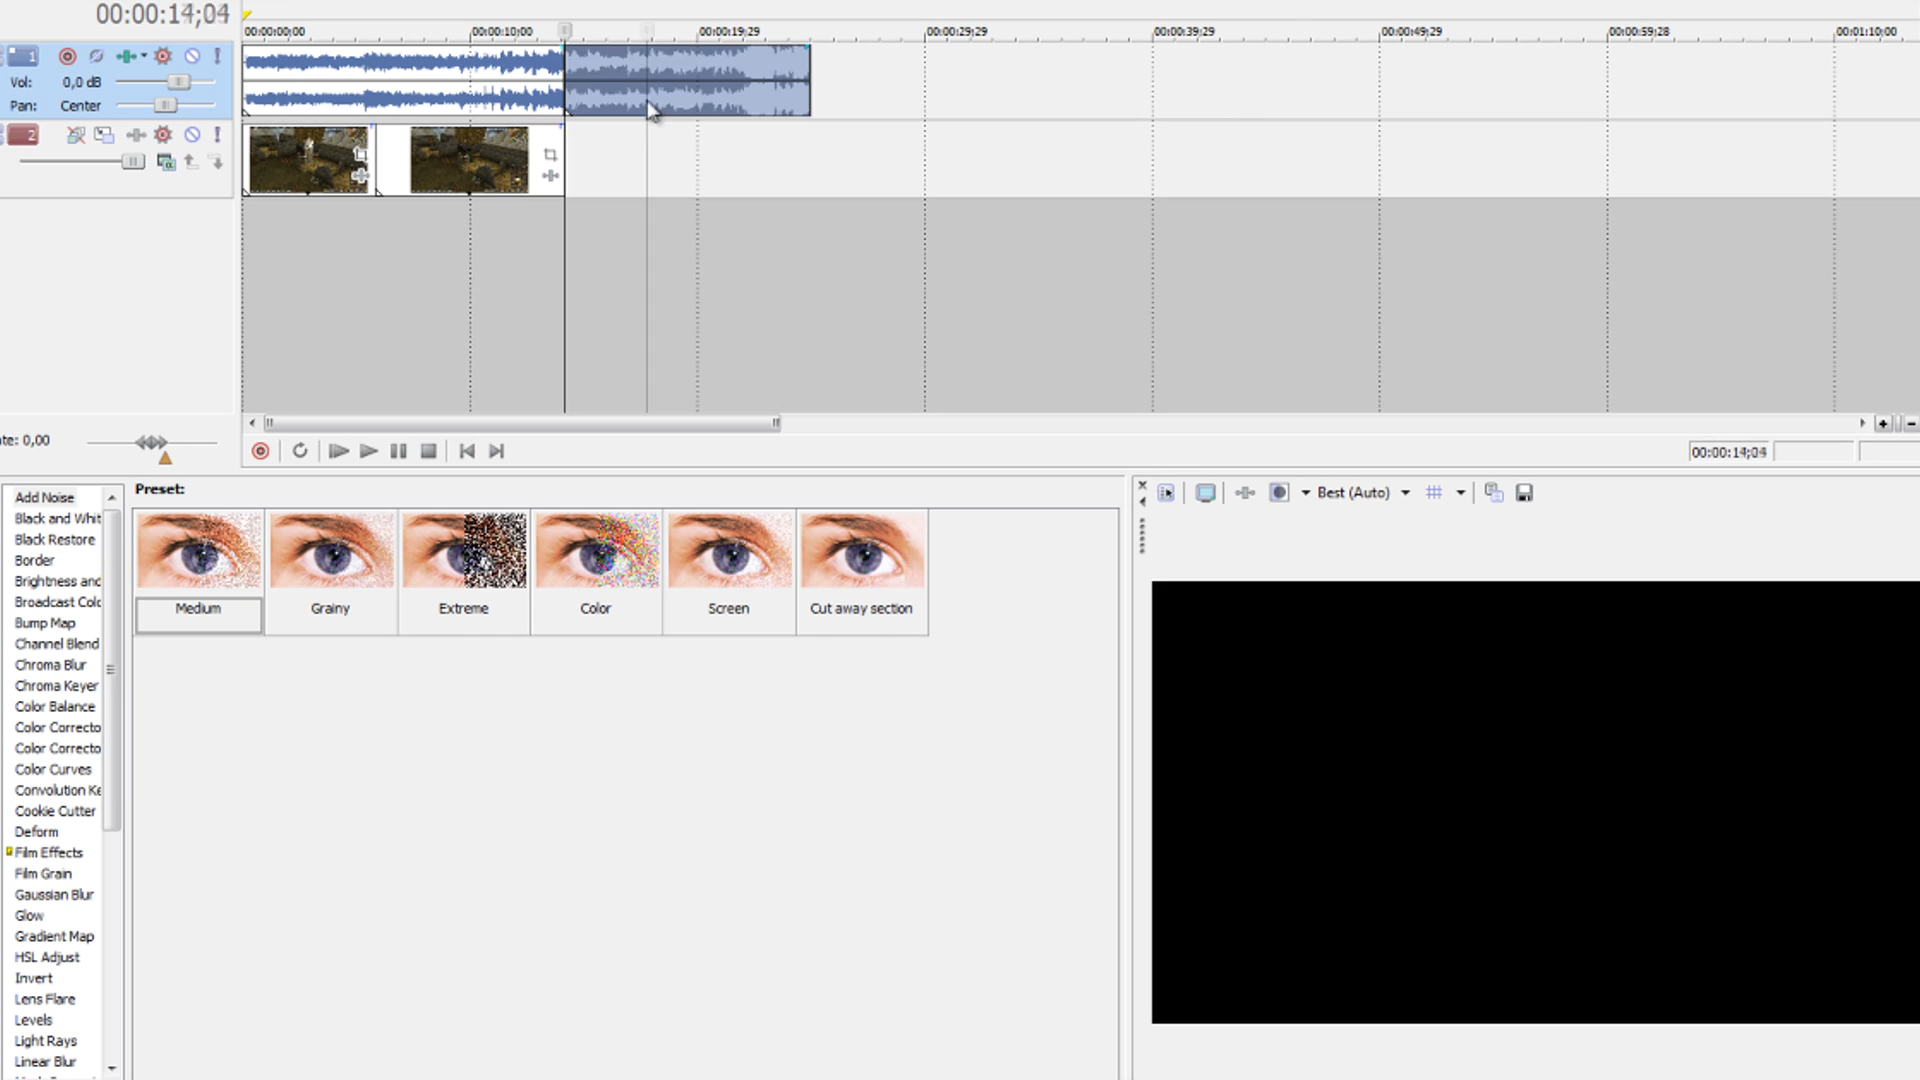 00:00:14;04
00:00:00;00
00:00:10;00
00:00:19;29
00:00:29;29
00:00:39;29
00:00:49;29
00:00:59;28
00:01:10;00
1
Vol: 0,0 dB
Pan: Center
2
ate: 0,00
00:00:14;04
Add Noise
Black and Whit
Black Restore
Border
Brightness and
Broadcast Colo
Bump Map
Channel Blend
Chroma Blur
Chroma Keyer
Color Balance
Color Correcto
Color Correcto
Color Curves
Convolution Ke
Cookie Cutter
Deform
Film Effects
Film Grain
Gaussian Blur
Glow
Gradient Map
HSL Adjust
Invert
Lens Flare
Levels
Light Rays
Linear Blur
Preset:
Medium
Grainy
Extreme
Color
Screen
Cut away section
Best (Auto)